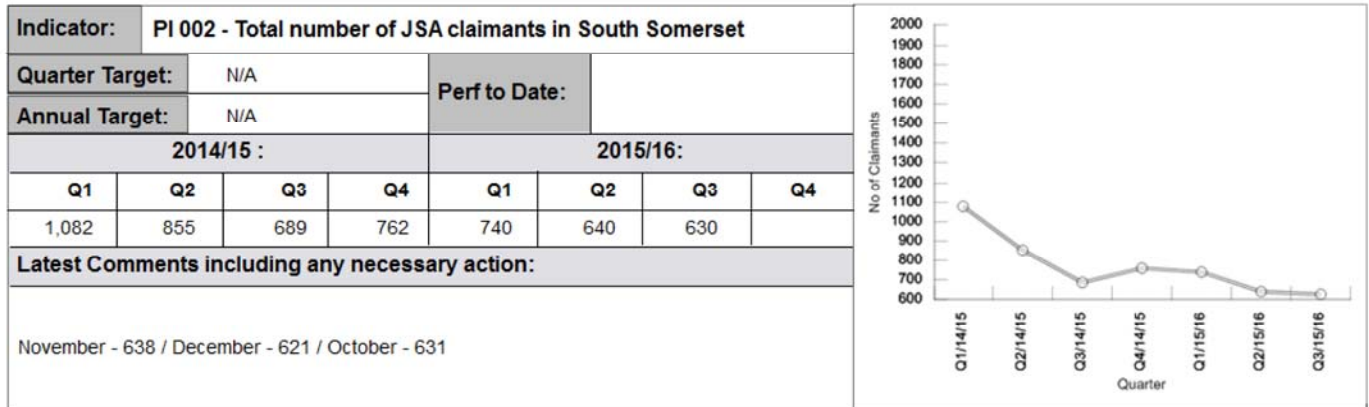 Indicator: PI 002 - Total number of JSA claimants in South Somerset
Quarter Target: N/A
Perf to Date:
Annual Target: N/A
2014/15 : 2015/16:
Q1 Q2 Q3 Q4 Q1 Q2 Q3 Q4
1,082 855 689 762 740 640 630
Latest Comments including any necessary action:
November - 638 / December - 621 / October - 631
No of Claimants
2000
1900
1800
1700
1600
1500
1400
1300
1200
1000
900
800
700
600
Q1/14/15
Q2/14/15
Q3/14/15
Q4/14/15
Q1/15/16
Q2/15/16
Q3/15/16
Quarter